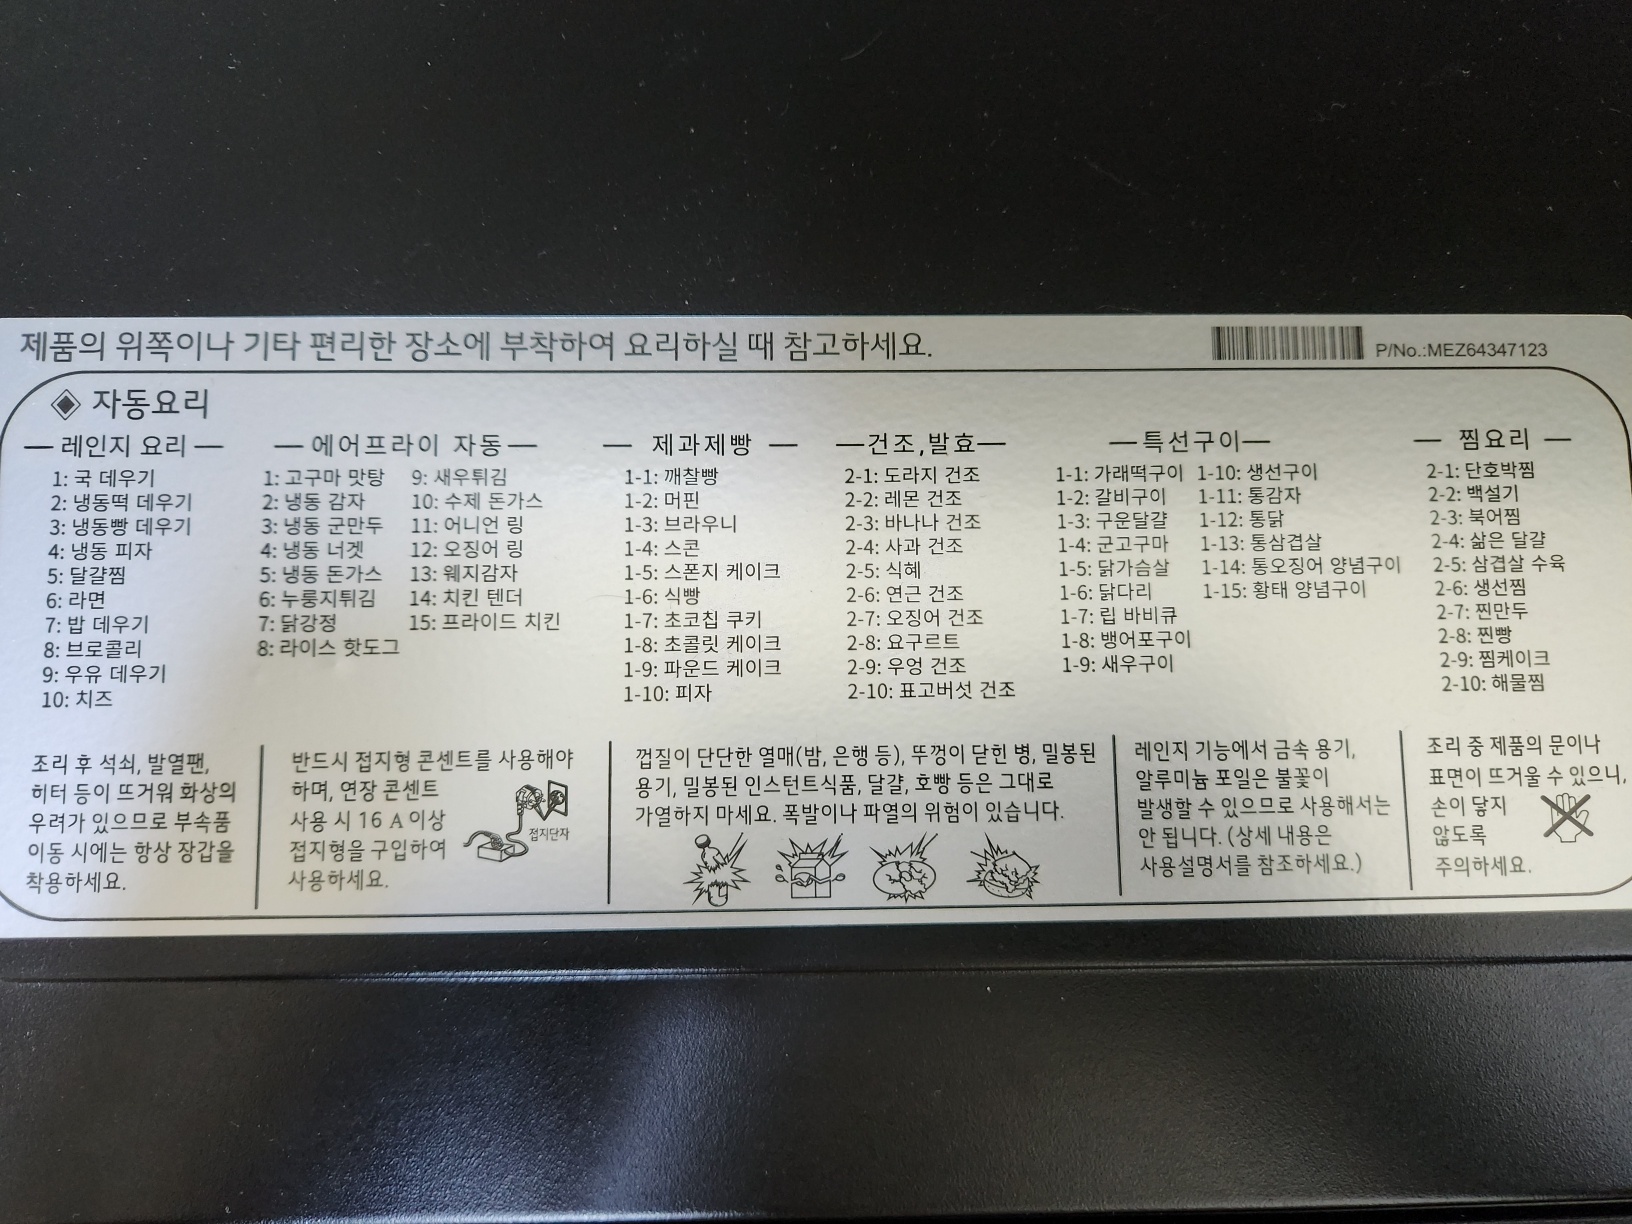 제품의 위쪽이나 기타 편리한 장소에 부착하여 요리하실 때 참고하세요.
P/No.:MEZ64347123
자동요리
레인지 요리
1: 국 데우기
2: 냉동떡 데우기
3: 냉동빵 데우기
4: 냉동 피자
5: 달걀찜
6: 라면
7: 밥 데우기
8: 브로콜리
9: 우유 데우기
10: 치즈
에어프라이 자동
1: 고구마 맛탕
2: 냉동 감자
3: 냉동 군만두
4: 냉동 너겟
5: 냉동 돈가스
6: 누룽지튀김
7: 닭강정
8: 라이스 핫도그
9: 새우튀김
10: 수제 돈가스
11: 어니언 링
12: 오징어 링
13: 웨지감자
14: 치킨 텐더
15: 프라이드 치킨
제과제빵
1-1: 깨찰빵
1-2: 머핀
1-3: 브라우니
1-4: 스콘
1-5: 스폰지 케이크
1-6: 식빵
1-7: 초코칩 쿠키
1-8: 초콜릿 케이크
1-9: 파운드 케이크
1-10: 피자
건조,발효
2-1: 도라지 건조
2-2: 레몬 건조
2-3: 바나나 건조
2-4: 사과 건조
2-5: 식혜
2-6: 연근 건조
2-7: 오징어 건조
2-8: 요구르트
2-9: 우엉 건조
2-10: 표고버섯 건조
특선구이
1-1: 가래떡구이
1-2: 갈비구이
1-3: 구운달걀
1-4: 군고구마
1-5: 닭가슴살
1-6: 닭다리
1-7: 립 바비큐
1-8: 뱅어포구이
1-9: 새우구이
1-10: 생선구이
1-11: 통감자
1-12: 통닭
1-13: 통삼겹살
1-14: 통오징어 양념구이
1-15: 황태 양념구이
찜요리
2-1: 단호박찜
2-2: 백설기
2-3: 북어찜
2-4: 삶은 달걀
2-5: 삼겹살 수육
2-6: 생선찜
2-7: 찐만두
2-8: 찐빵
2-9: 찜케이크
2-10: 해물찜
조리 후 석쇠, 발열팬,
히터 등이 뜨거워 화상의
우려가 있으므로 부속품
이동 시에는 항상 장갑을
착용하세요.
반드시 접지형 콘센트를 사용해야
하며, 연장 콘센트
사용 시 16 A 이상
접지형을 구입하여
사용하세요.
접지단자
껍질이 단단한 열매(밤, 은행 등), 뚜껑이 닫힌 병, 밀봉된
용기, 밀봉된 인스턴트식품, 달걀, 호빵 등은 그대로
가열하지 마세요. 폭발이나 파열의 위험이 있습니다.
레인지 기능에서 금속 용기,
알루미늄 포일은 불꽃이
발생할 수 있으므로 사용해서는
안 됩니다. (상세 내용은
사용설명서를 참조하세요.)
조리 중 제품의 문이나
표면이 뜨거울 수 있으니,
손이 닿지
않도록
주의하세요.